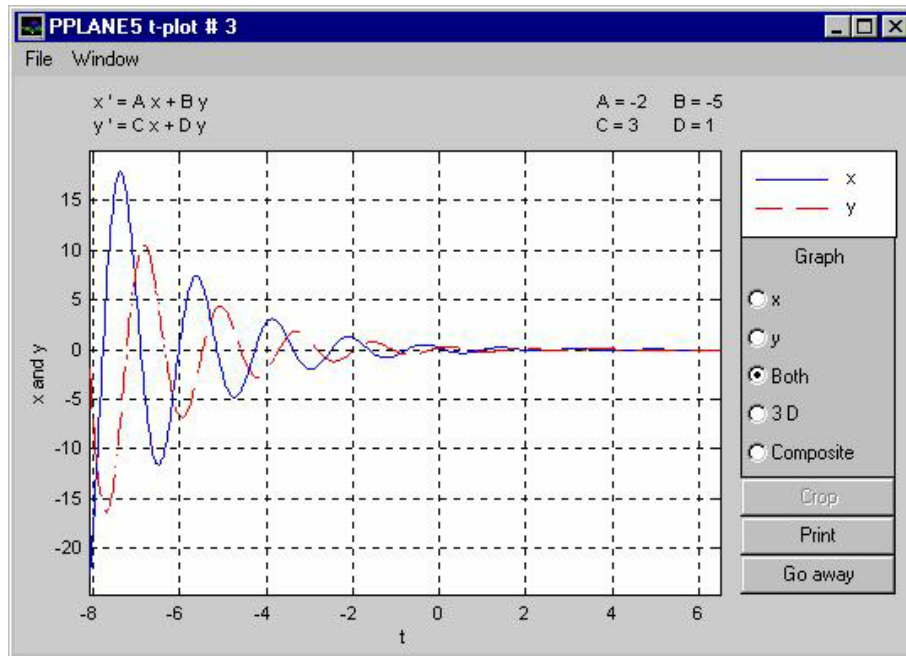 PPLANE5 t-plot # 3
File Window
x ' = A x + B y
y ' = C x + D y
A = -2 B = -5
C = 3 D = 1
x
y
Graph
x
y
Both
3 D
Composite
Crop
Print
Go away
15
10
5
0
-5
-10
-15
-20
x and y
-8 -6 -4 -2 0 2 4 6
t